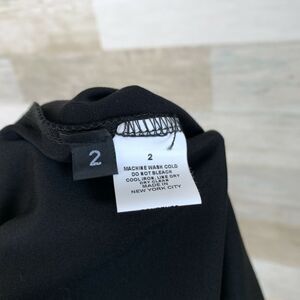 2
2
MACHINE WASH COLD
DO NOT BLEACH
COOL IRON, LINE DRY
DRY CLEAN
MADE IN
NEW YORK CITY